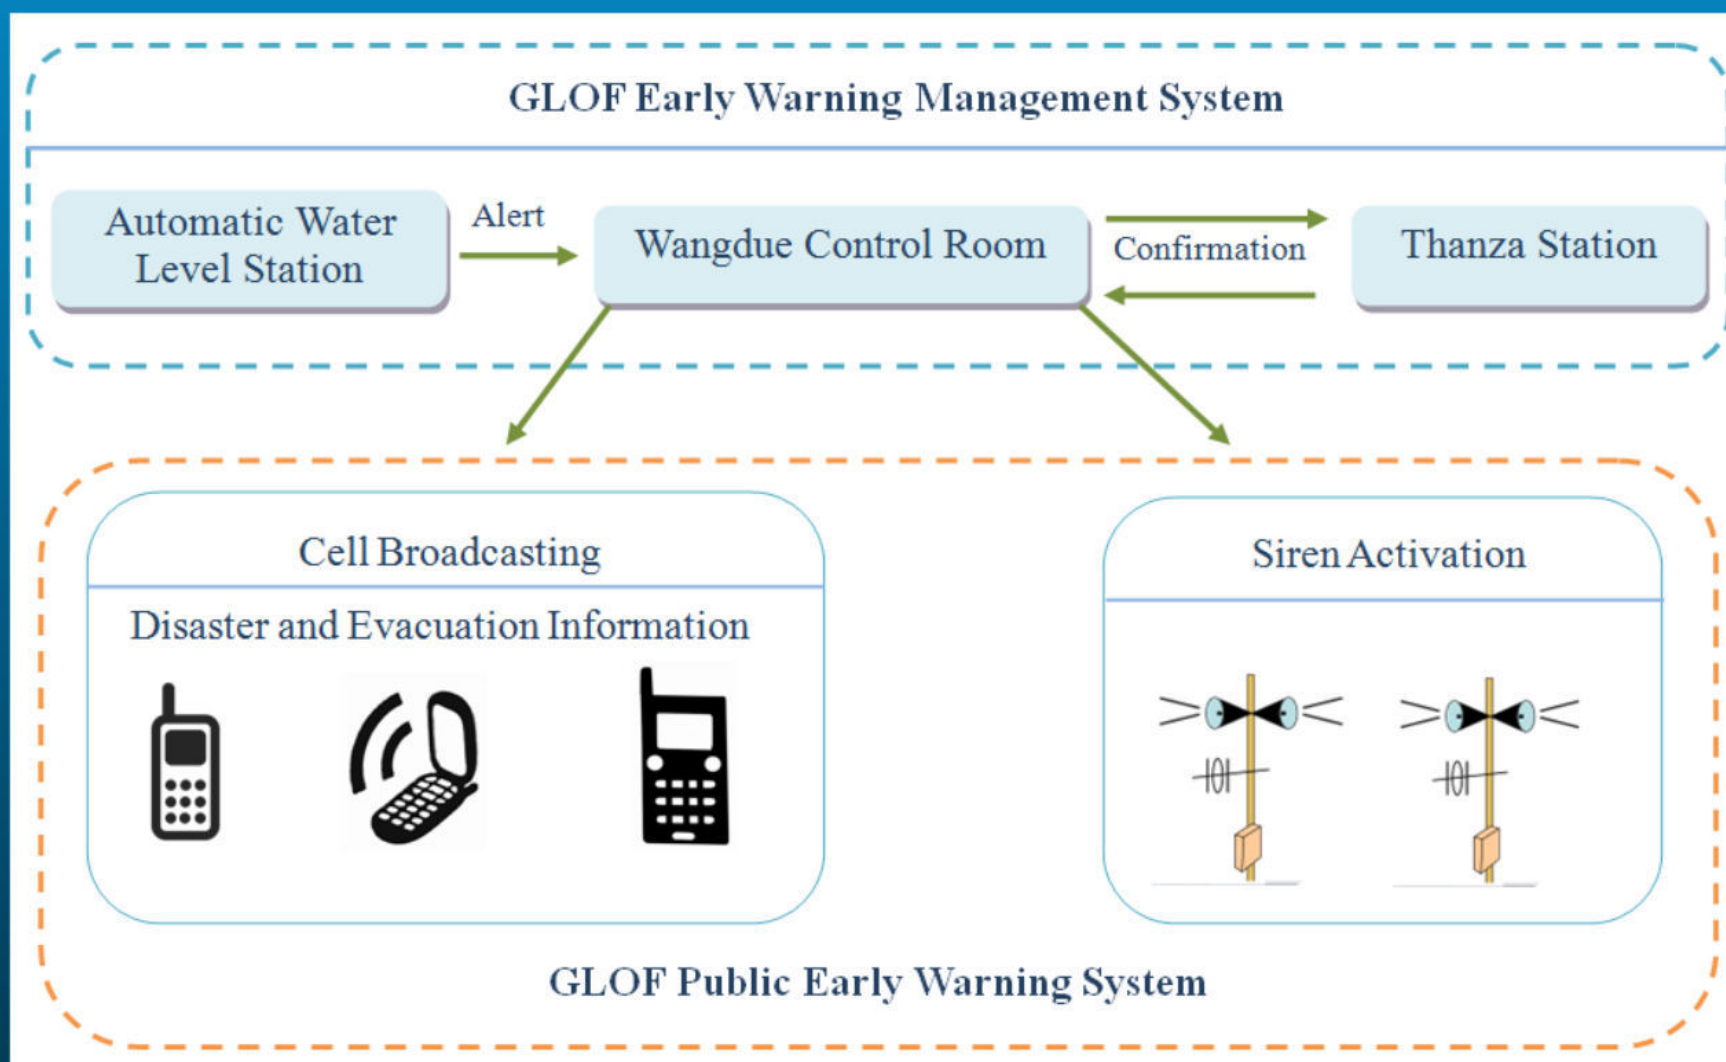 GLOF Early Warning Management System
Automatic Water
Level Station
Alert
Wangdue Control Room
Confirmation
Thanza Station
Cell Broadcasting
Disaster and Evacuation Information
Siren Activation
GLOF Public Early Warning System